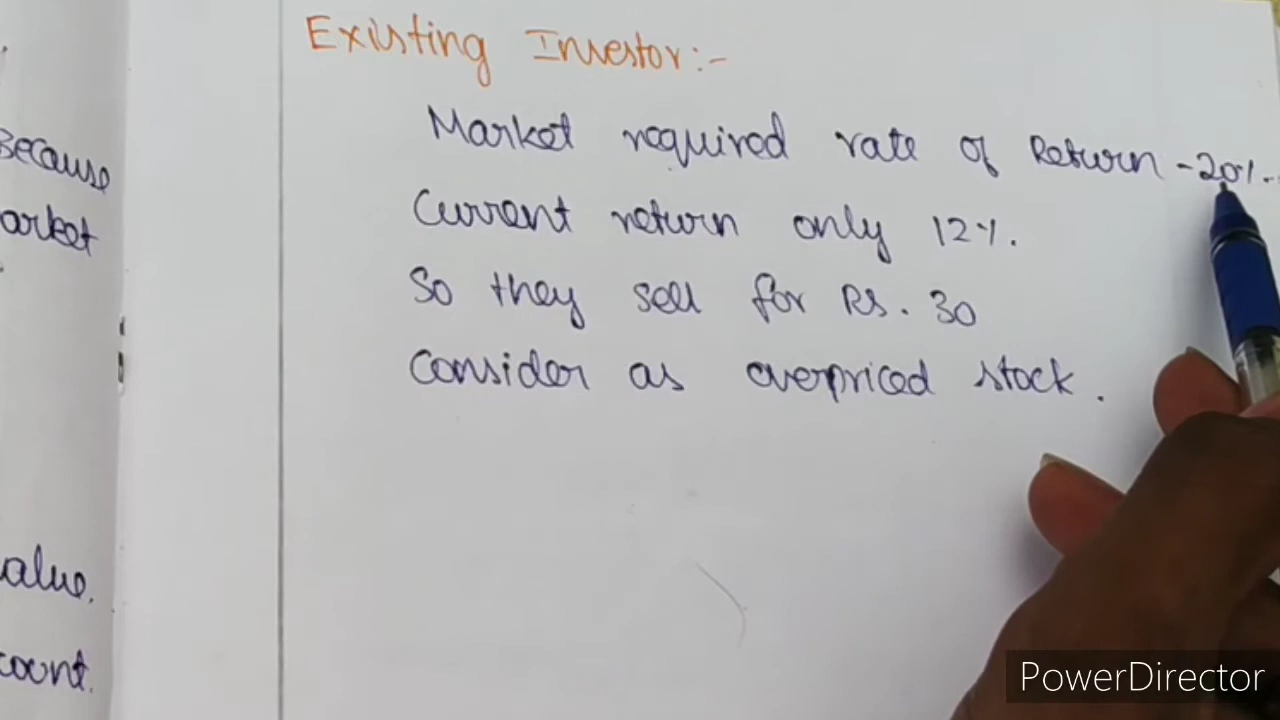 Existing Investor:-
Market required rate of Return - 20%.
Current return only 12%.
So they sell for Rs. 30
Consider as overpriced stock.
Because
arket
alue.
count.
PowerDirector